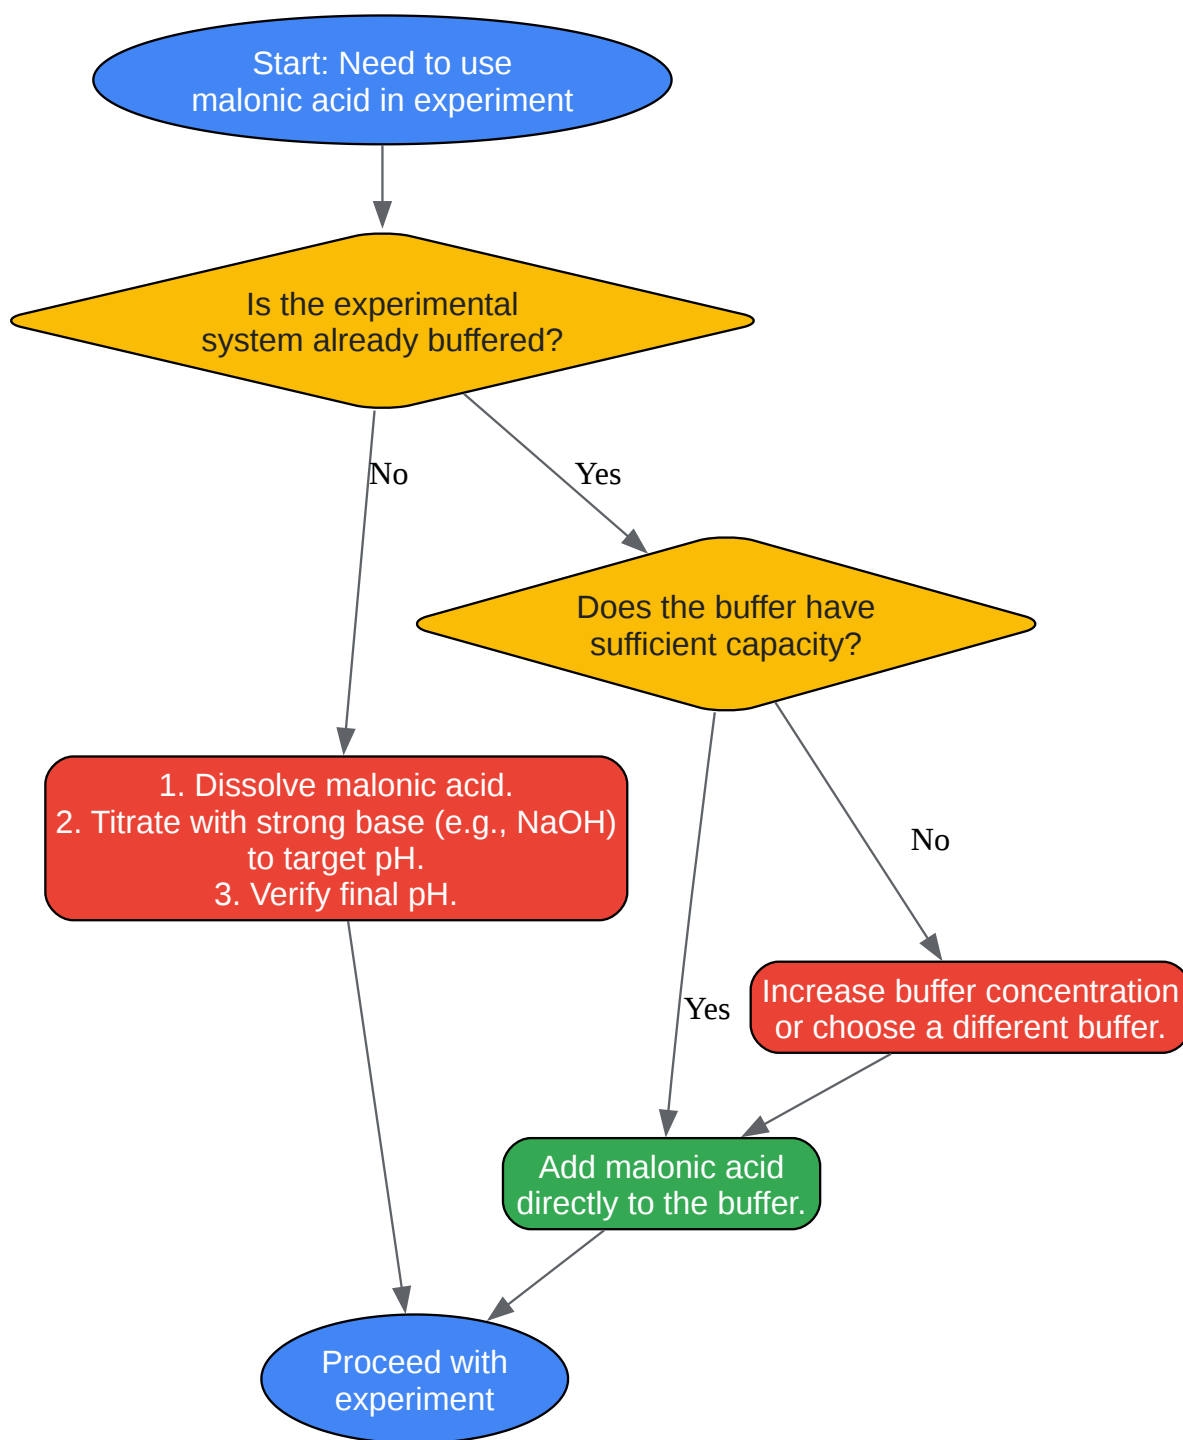 Start: Need to use
malonic acid in experiment
Is the experimental
system already buffered?
No
Yes
Does the buffer have
sufficient capacity?
1. Dissolve malonic acid.
2. Titrate with strong base (e.g., NaOH)
to target pH.
3. Verify final pH.
No
Increase buffer concentration
or choose a different buffer.
Yes
Add malonic acid
directly to the buffer.
Proceed with
experiment